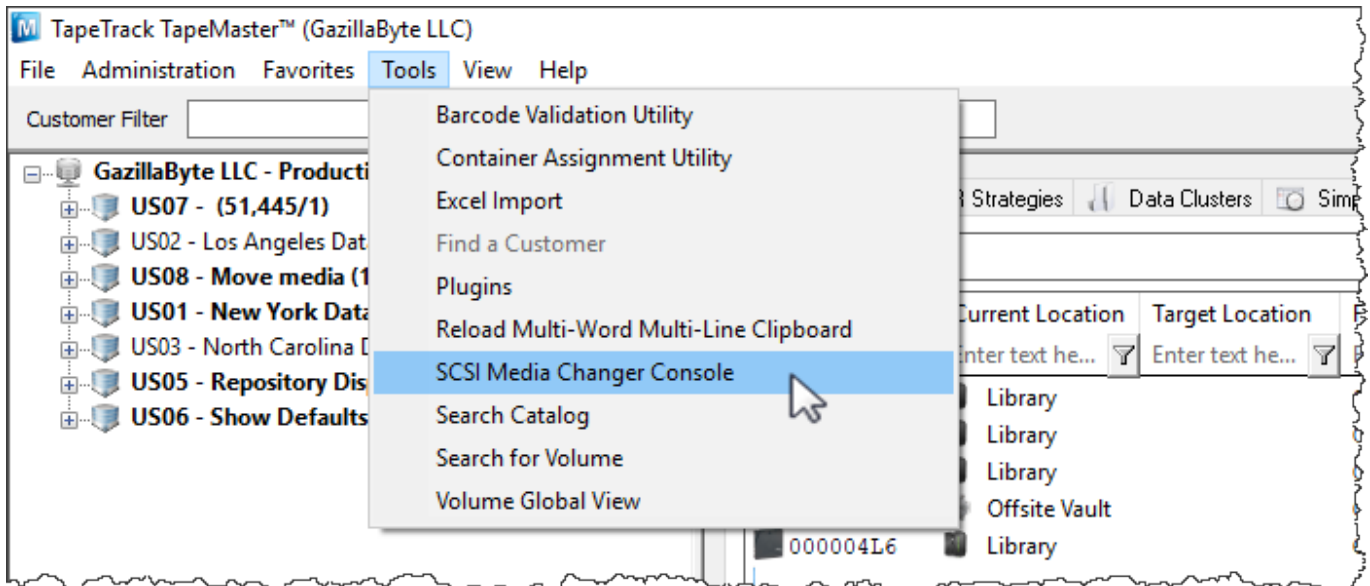 TapeTrack TapeMaster™ (GazillaByte LLC)
File Administration Favorites Tools View Help
Customer Filter
Barcode Validation Utility
Container Assignment Utility
Excel Import
Find a Customer
Plugins
Reload Multi-Word Multi-Line Clipboard
SCSI Media Changer Console
Search Catalog
Search for Volume
Volume Global View
GazillaByte LLC - Producti
US07 - (51,445/1)
US02 - Los Angeles Dat
US08 - Move media (1
US01 - New York Data
US03 - North Carolina D
US05 - Repository Dis
US06 - Show Defaults
Strategies Data Clusters Simp
Current Location Target Location
Enter text he... Enter text he...
Library
Library
Library
Offsite Vault
000004L6 Library